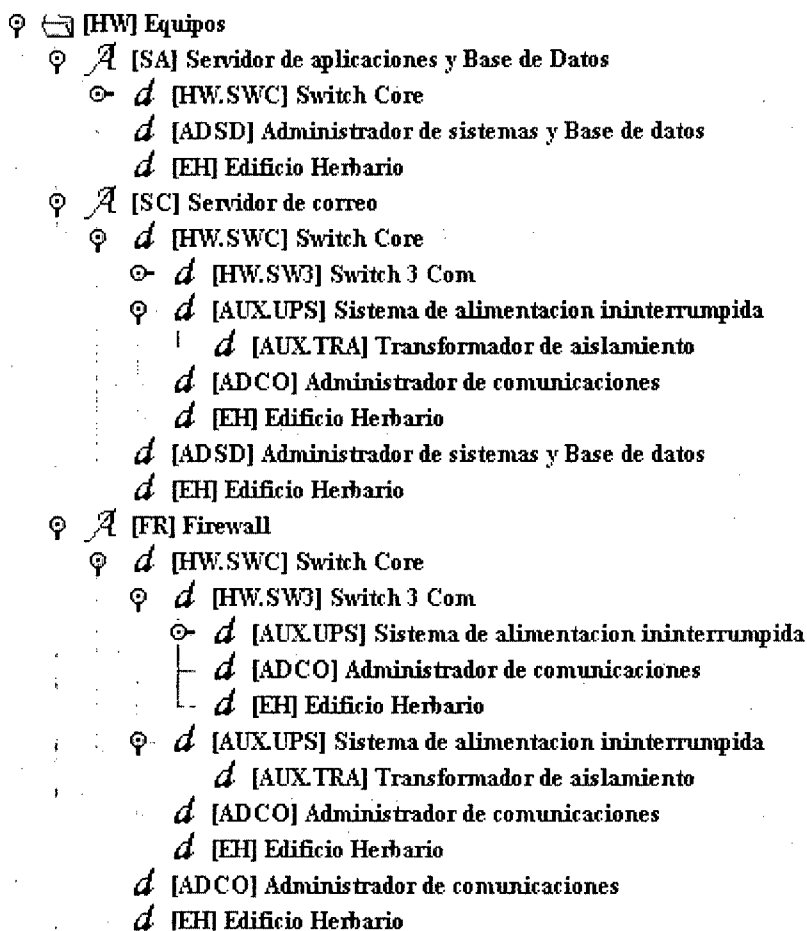 [HW] Equipos
A [SA] Servidor de aplicaciones y Base de Datos
d [HW.SWC] Switch Core
d [ADSD] Administrador de sistemas y Base de datos
d [EH] Edificio Herbario
A [SC] Servidor de correo
d [HW.SWC] Switch Core
d [HW.SW3] Switch 3 Com
d [AUX.UPS] Sistema de alimentacion ininterrumpida
d [AUX.TRA] Transformador de aislamiento
d [ADCO] Administrador de comunicaciones
d [EH] Edificio Herbario
d [ADSD] Administrador de sistemas y Base de datos
d [EH] Edificio Herbario
A [FR] Firewall
d [HW.SWC] Switch Core
d [HW.SW3] Switch 3 Com
d [AUX.UPS] Sistema de alimentacion ininterrumpida
d [ADCO] Administrador de comunicaciones
d [EH] Edificio Herbario
d [AUX.UPS] Sistema de alimentacion ininterrumpida
d [AUX.TRA] Transformador de aislamiento
d [ADCO] Administrador de comunicaciones
d [EH] Edificio Herbario
d [ADCO] Administrador de comunicaciones
d [EH] Edificio Herbario